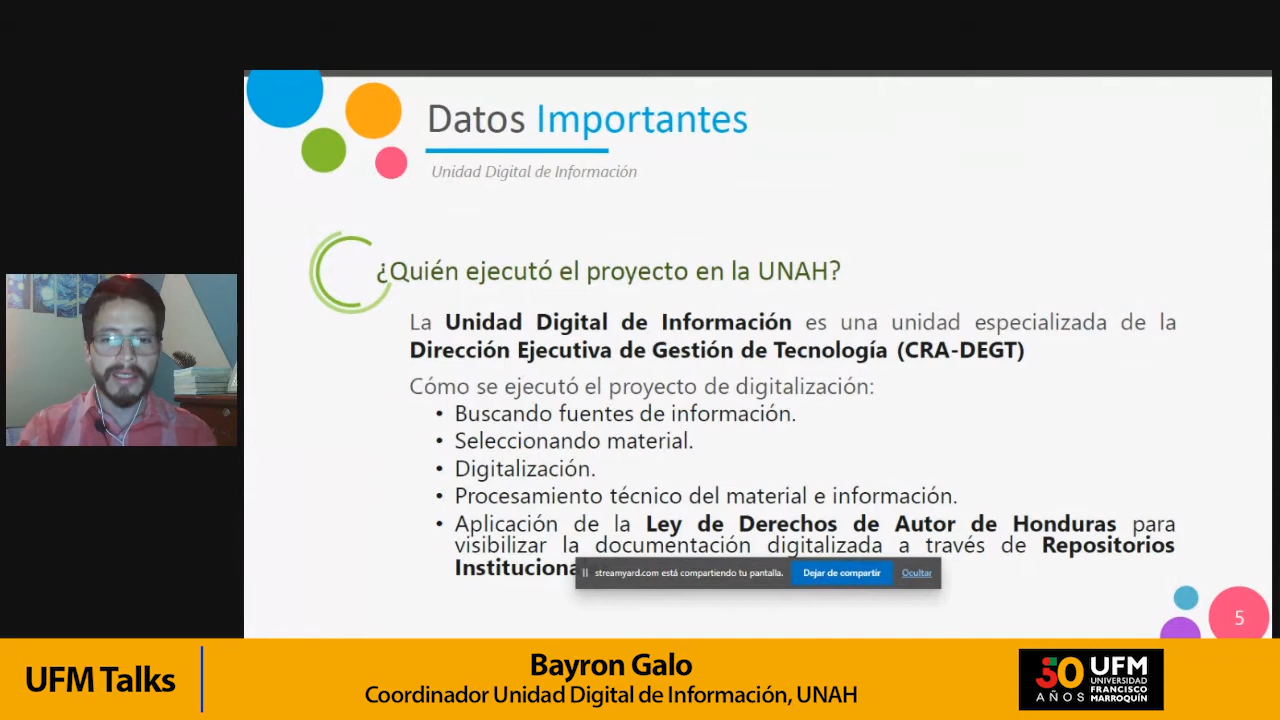 Datos Importantes
Unidad Digital de Información
¿Quién ejecutó el proyecto en la UNAH?
La Unidad Digital de Información es una unidad especializada de la
Dirección Ejecutiva de Gestión de Tecnología (CRA-DEGT)
Cómo se ejecutó el proyecto de digitalización:
• Buscando fuentes de información.
• Seleccionando material.
• Digitalización.
• Procesamiento técnico del material e información.
• Aplicación de la Ley de Derechos de Autor de Honduras para
visibilizar la documentación digitalizada a través de Repositorios
streamyard.com está compartiendo tu pantalla. Dejar de compartir Ocultar
5
UFM Talks
Bayron Galo
Coordinador Unidad Digital de Información, UNAH
50 AÑOS
UFM
UNIVERSIDAD
FRANCISCO
MARROQUÍN